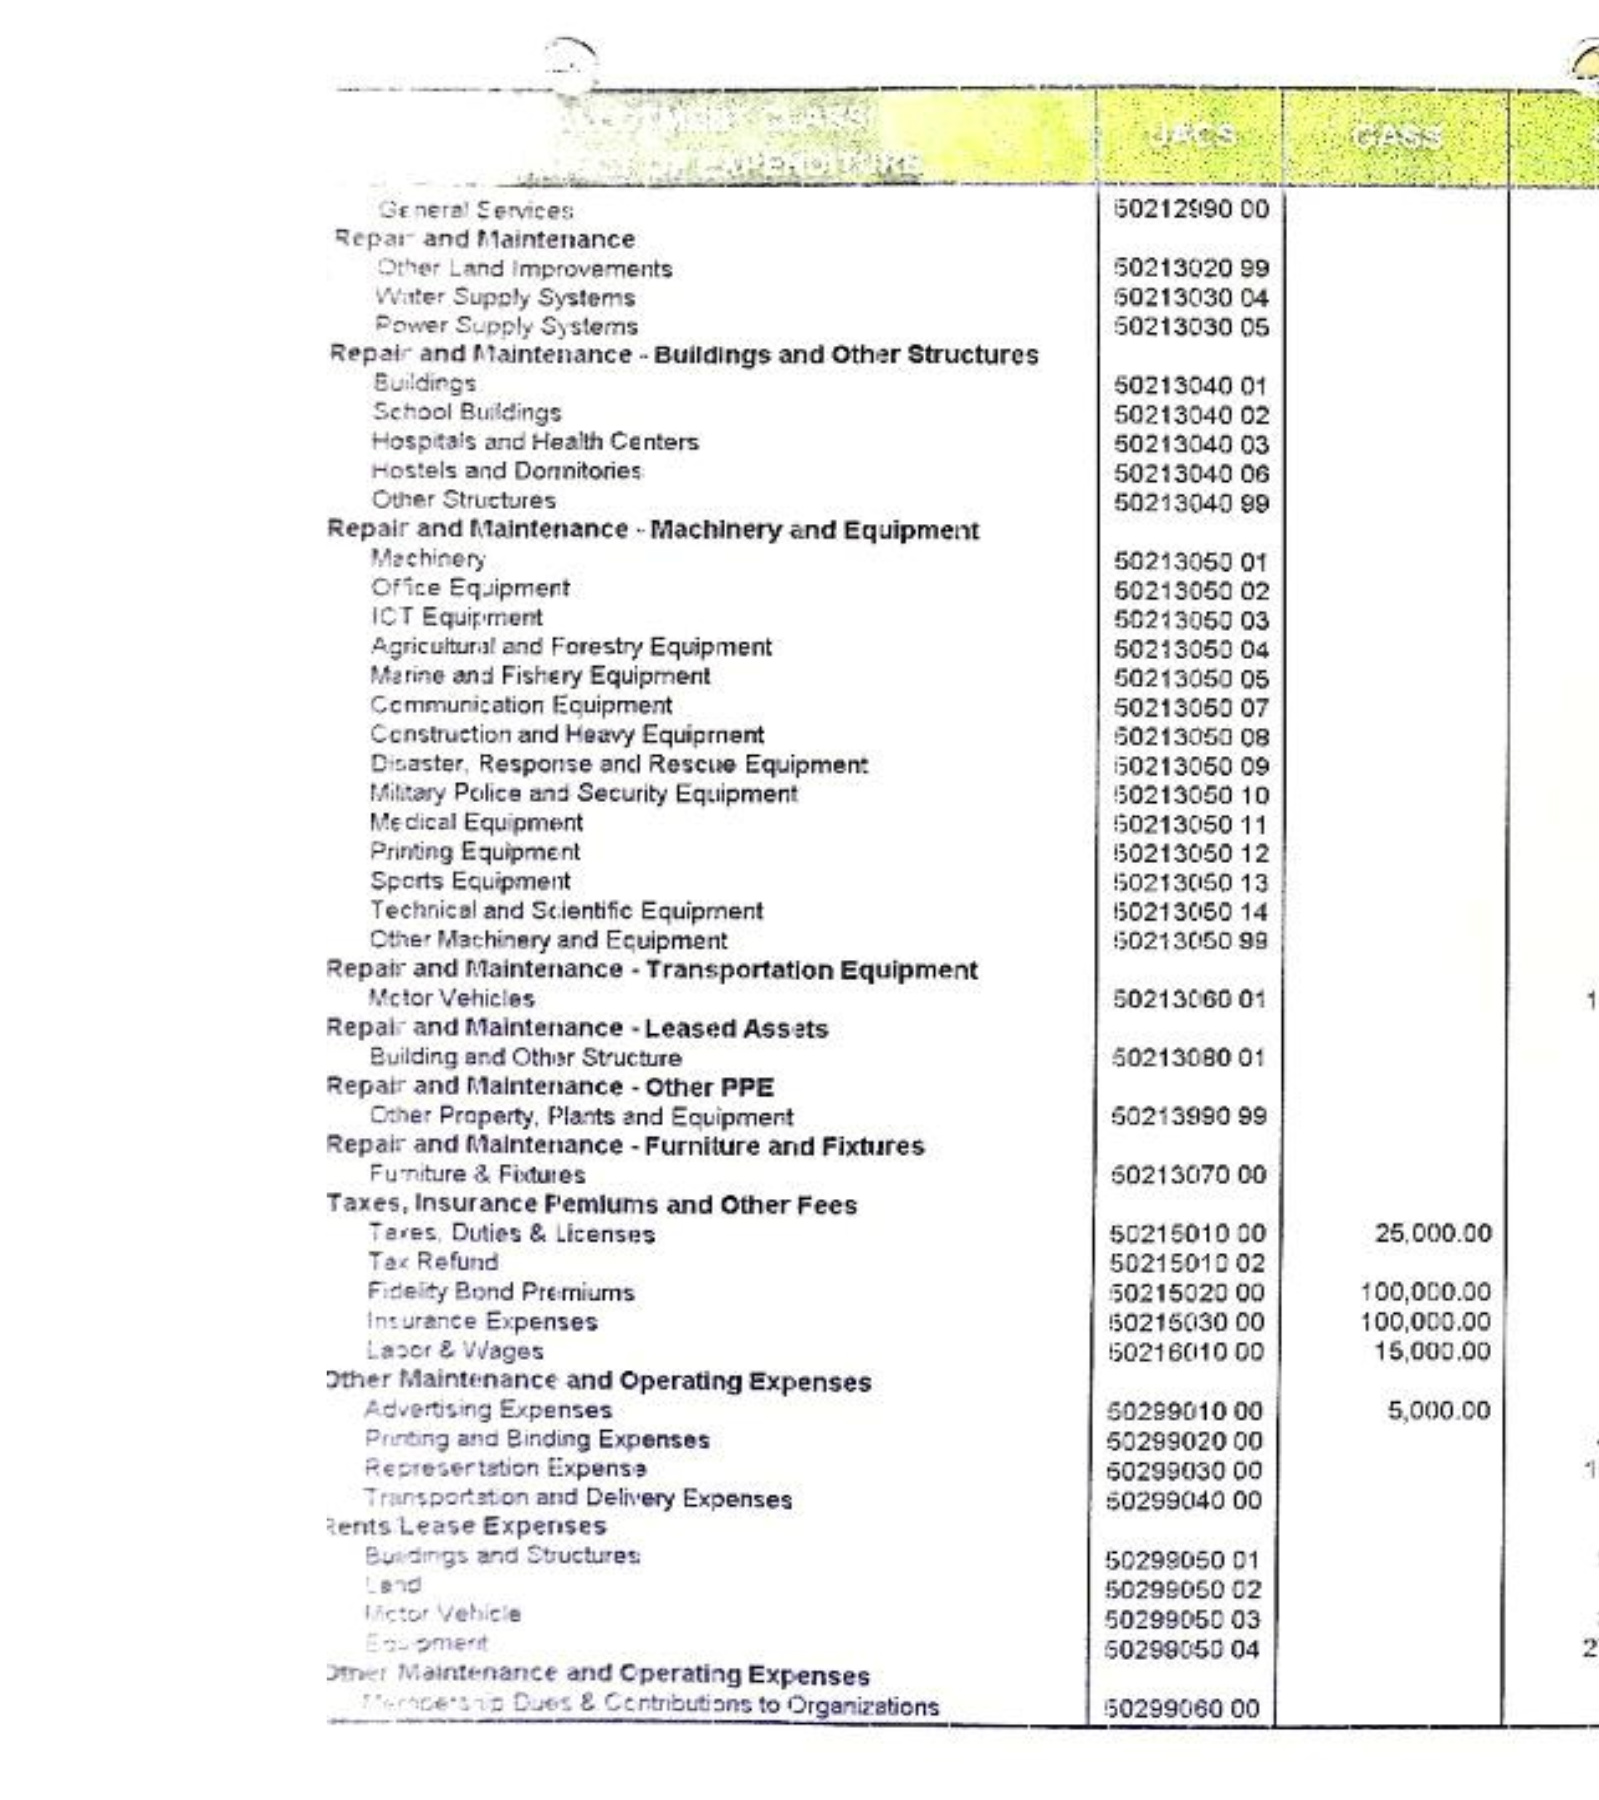 EXPENDITURE UACS GASS
General Services 50212990 00
Repair and Maintenance
Other Land Improvements 50213020 99
Water Supply Systems 50213030 04
Power Supply Systems 50213030 05
Repair and Maintenance - Buildings and Other Structures
Buildings 50213040 01
School Buildings 50213040 02
Hospitals and Health Centers 50213040 03
Hostels and Dormitories 50213040 06
Other Structures 50213040 99
Repair and Maintenance - Machinery and Equipment
Machinery 50213050 01
Office Equipment 50213050 02
ICT Equipment 50213050 03
Agricultural and Forestry Equipment 50213050 04
Marine and Fishery Equipment 50213050 05
Communication Equipment 50213050 07
Construction and Heavy Equipment 50213050 08
Disaster, Response and Rescue Equipment 50213050 09
Military Police and Security Equipment 50213050 10
Medical Equipment 50213050 11
Printing Equipment 50213050 12
Sports Equipment 50213050 13
Technical and Scientific Equipment 50213050 14
Other Machinery and Equipment 50213050 99
Repair and Maintenance - Transportation Equipment
Motor Vehicles 50213060 01 1
Repair and Maintenance - Leased Assets
Building and Other Structure 50213080 01
Repair and Maintenance - Other PPE
Other Property, Plants and Equipment 50213990 99
Repair and Maintenance - Furniture and Fixtures
Furniture & Fixtures 50213070 00
Taxes, Insurance Pemiums and Other Fees
Taxes, Duties & Licenses 50215010 00 25,000.00
Tax Refund 50215010 02
Fidelity Bond Premiums 50215020 00 100,000.00
Insurance Expenses 50215030 00 100,000.00
Labor & Wages 50216010 00 15,000.00
Other Maintenance and Operating Expenses
Advertising Expenses 50299010 00 5,000.00
Printing and Binding Expenses 50299020 00
Representation Expense 50299030 00 1
Transportation and Delivery Expenses 50299040 00
Rents Lease Expenses
Buildings and Structures 50299050 01
Land 50299050 02
Motor Vehicle 50299050 03
Equipment 50299050 04 2
Other Maintenance and Operating Expenses
Membership Dues & Contributions to Organizations 50299060 00